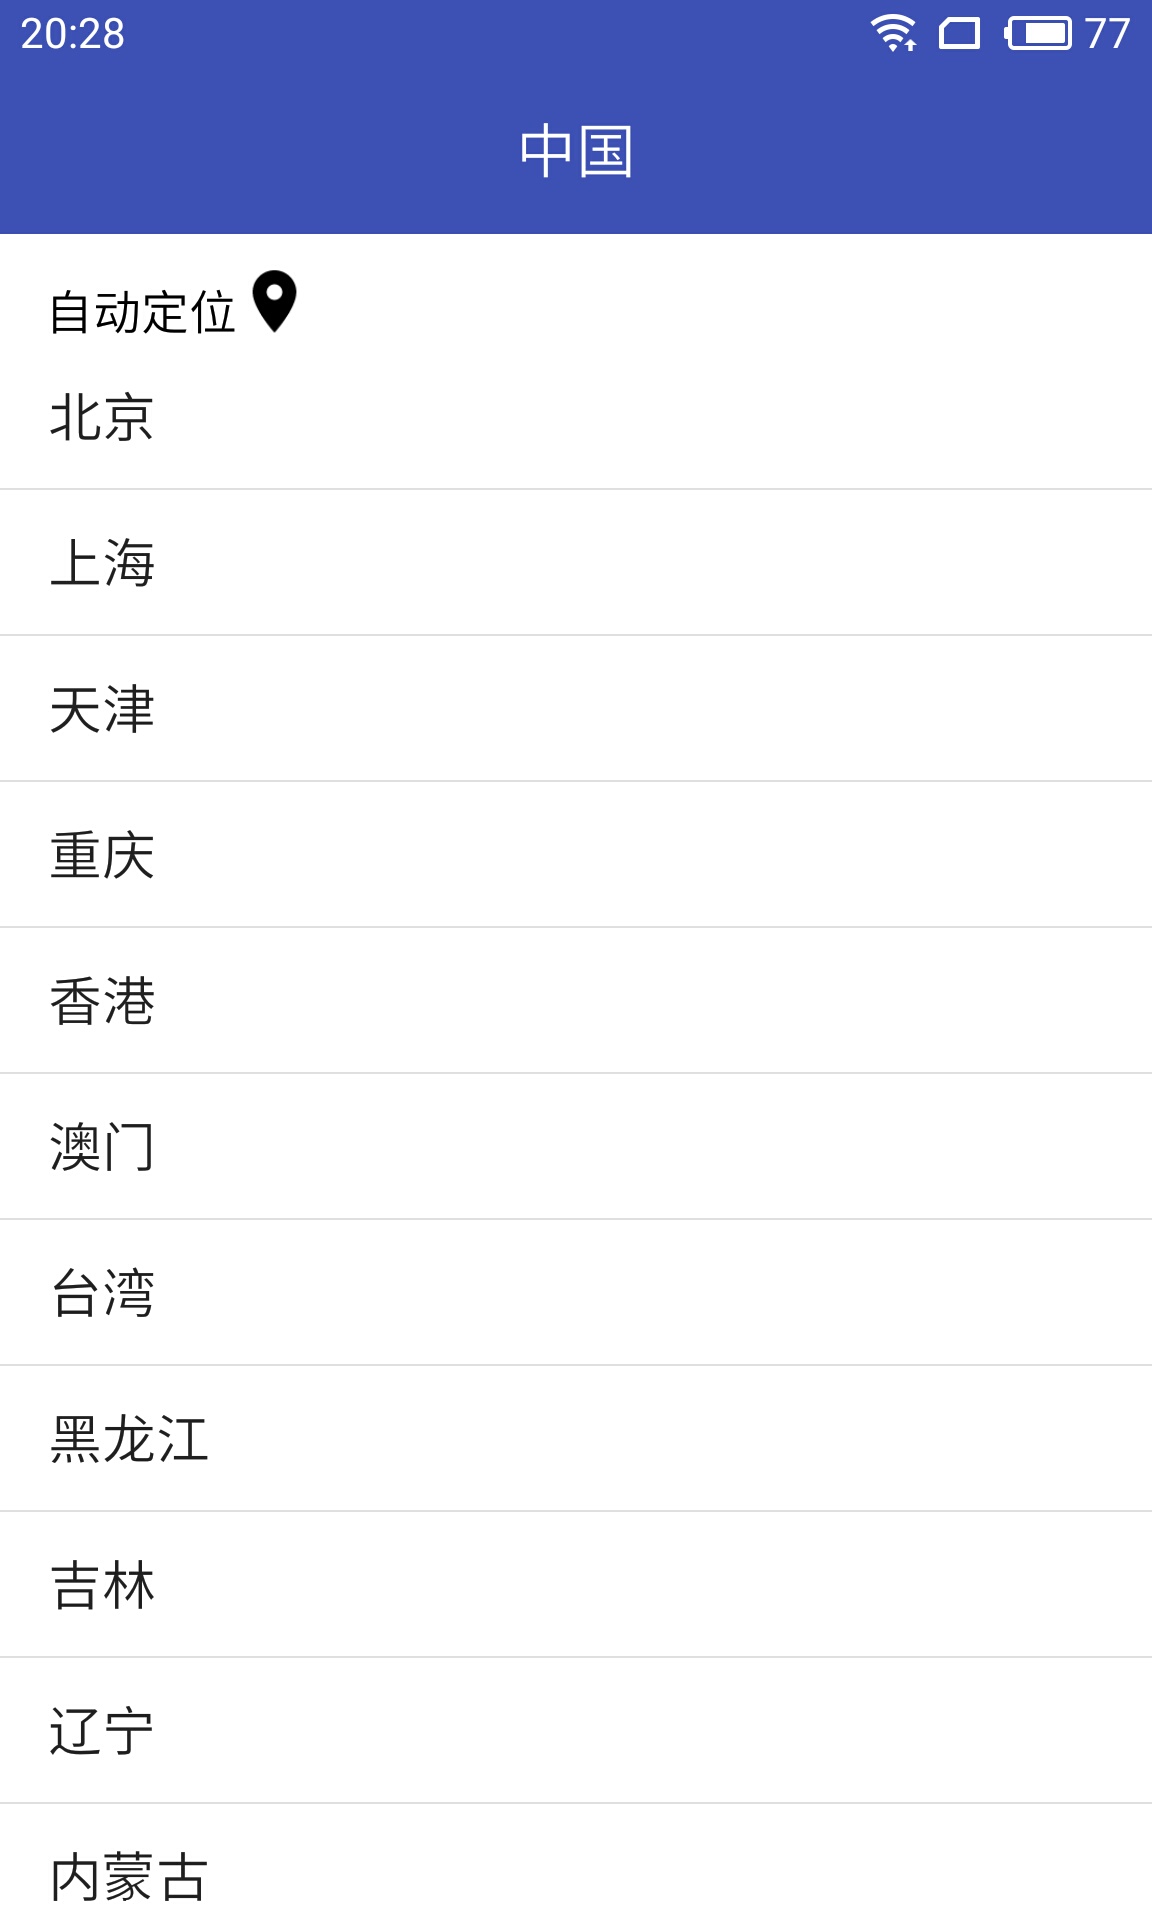 20:28 77
中国
自动定位
北京
上海
天津
重庆
香港
澳门
台湾
黑龙江
吉林
辽宁
内蒙古